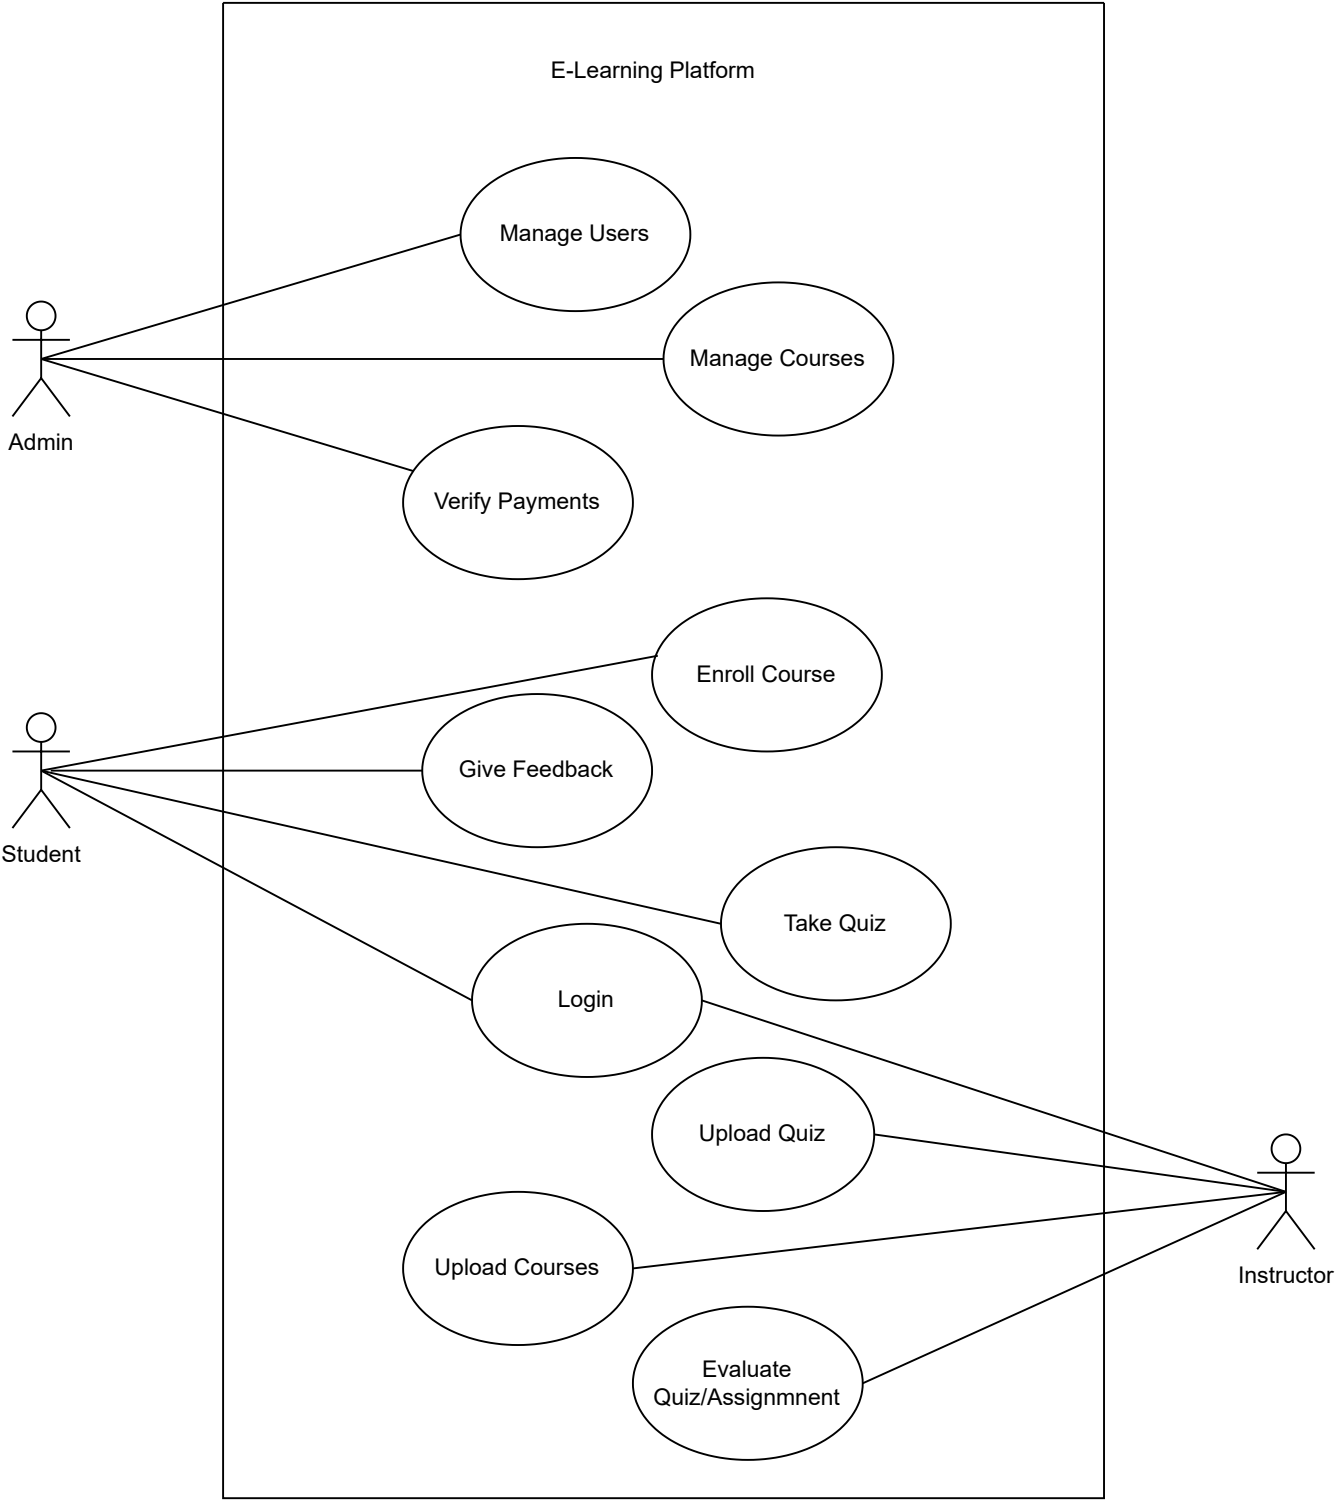 E-Learning Platform
Manage Users
Manage Courses
Admin
Verify Payments
Enroll Course
Give Feedback
Student
Take Quiz
Login
Upload Quiz
Upload Courses
Instructor
Evaluate
Quiz/Assignmnent